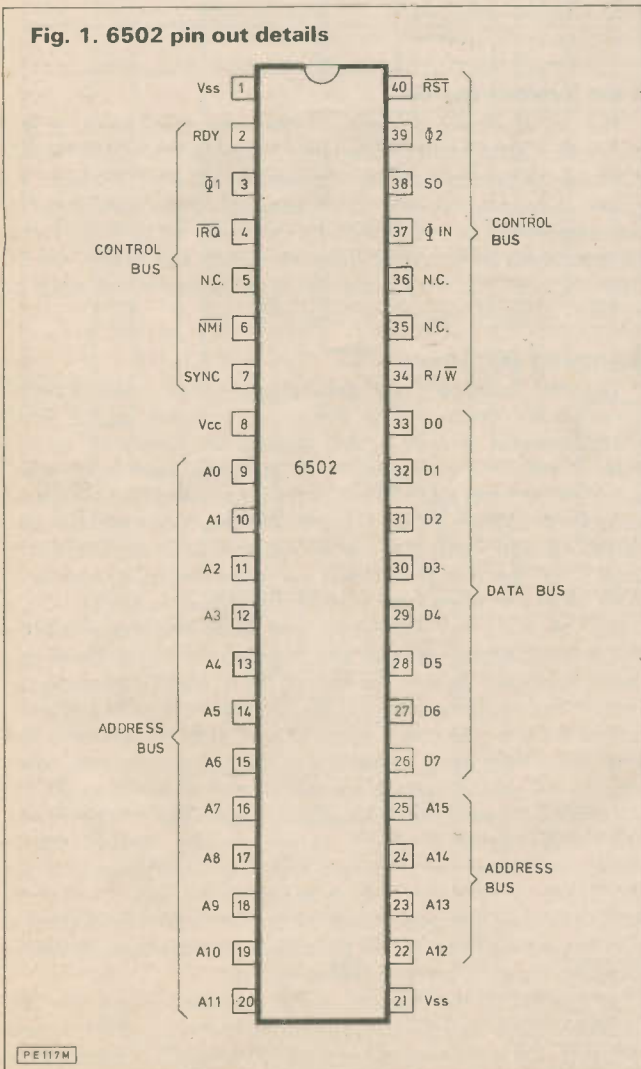 Fig. 1. 6502 pin out details
Vss 1
RDY 2
Φ1 3
I̅R̅Q̅ 4
N.C. 5
N̅M̅I̅ 6
SYNC 7
CONTROL
BUS
Vcc 8
A0 9
A1 10
A2 11
A3 12
A4 13
A5 14
A6 15
A7 16
A8 17
A9 18
A10 19
A11 20
ADDRESS
BUS
6502
40 R̅S̅T̅
39 Φ2
38 SO
37 Φ IN
36 N.C.
35 N.C.
34 R/W̅
CONTROL
BUS
33 D0
32 D1
31 D2
30 D3
29 D4
28 D5
27 D6
26 D7
DATA BUS
25 A15
24 A14
23 A13
22 A12
ADDRESS
BUS
21 Vss
PE117M